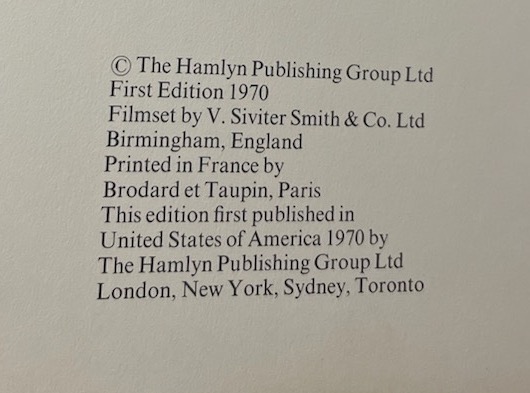 © The Hamlyn Publishing Group Ltd
First Edition 1970
Filmset by V. Siviter Smith & Co. Ltd
Birmingham, England
Printed in France by
Brodard et Taupin, Paris
This edition first published in
United States of America 1970 by
The Hamlyn Publishing Group Ltd
London, New York, Sydney, Toronto